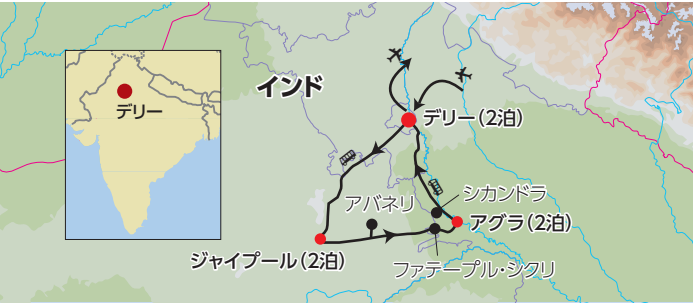 インド
デリー
デリー(2泊)
シカンドラ
アバネリ
アグラ(2泊)
ジャイプール(2泊)
ファテープル・シクリ